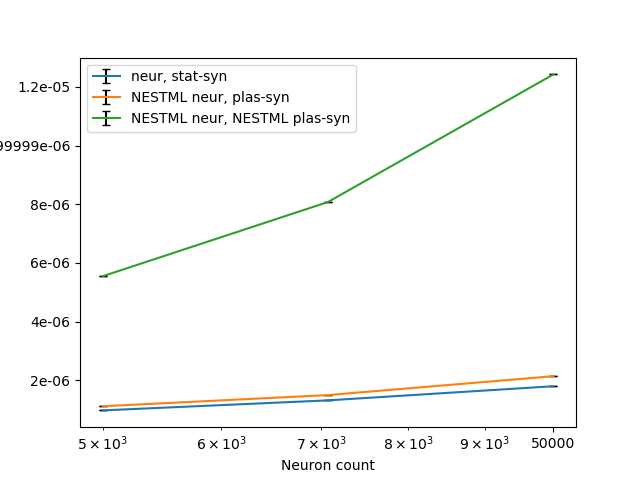 neur, stat-syn
NESTML neur, plas-syn
NESTML neur, NESTML plas-syn
1.2e-05
99999e-06
8e-06
6e-06
4e-06
2e-06
5 × 10³ 6 × 10³ 7 × 10³ 8 × 10³ 9 × 10³ 50000
Neuron count